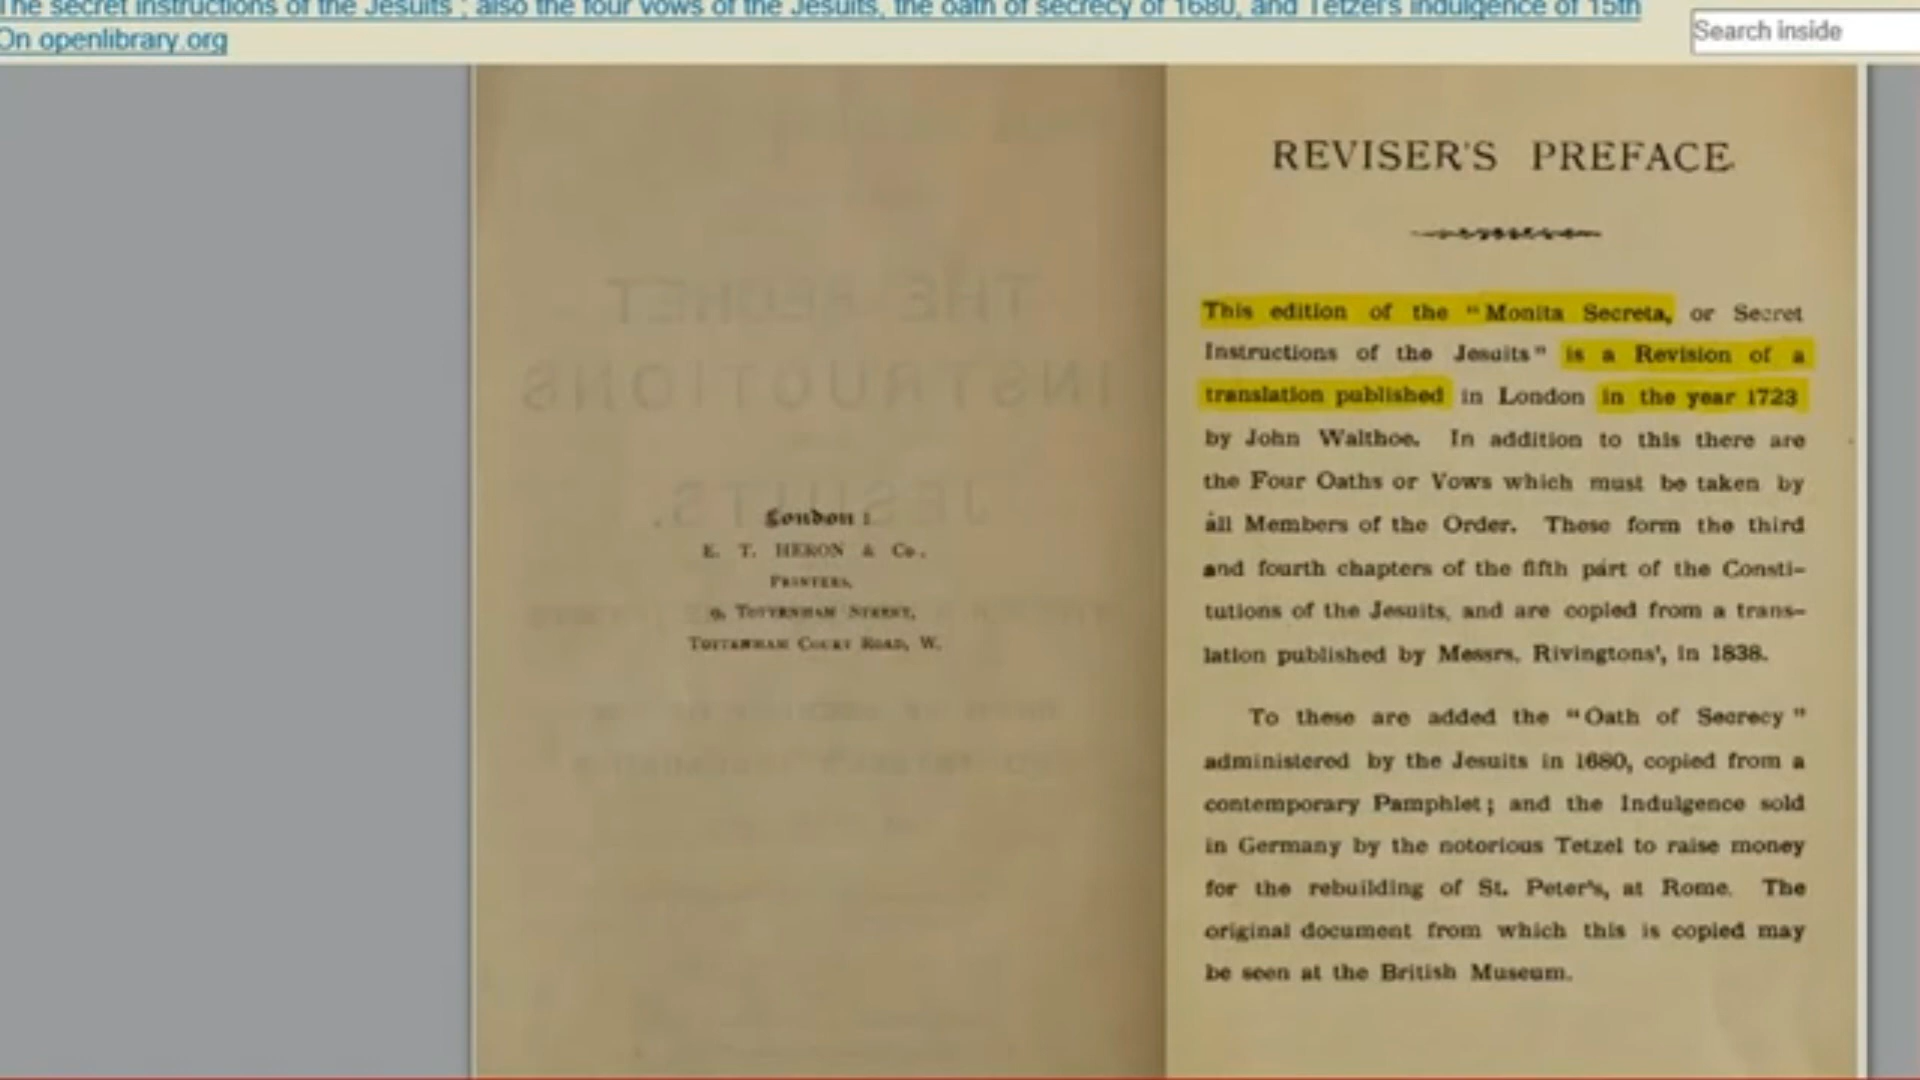 The secret instructions of the Jesuits ; also the four vows of the Jesuits, the oath of secrecy of 1680, and Tetzel's indulgence of 15th
On openlibrary.org
Search inside
London :
E. T. HERON & Co.
PRINTERS,
9, TOTTENHAM STREET,
TOTTENHAM COURT ROAD, W.
REVISER'S PREFACE
This edition of the "Monita Secreta, or Secret
Instructions of the Jesuits" is a Revision of a
translation published in London in the year 1723
by John Walthoe. In addition to this there are
the Four Oaths or Vows which must be taken by
all Members of the Order. These form the third
and fourth chapters of the fifth part of the Consti-
tutions of the Jesuits, and are copied from a trans-
lation published by Messrs. Rivingtons', in 1838.
To these are added the "Oath of Secrecy"
administered by the Jesuits in 1680, copied from a
contemporary Pamphlet; and the Indulgence sold
in Germany by the notorious Tetzel to raise money
for the rebuilding of St. Peter's, at Rome. The
original document from which this is copied may
be seen at the British Museum.